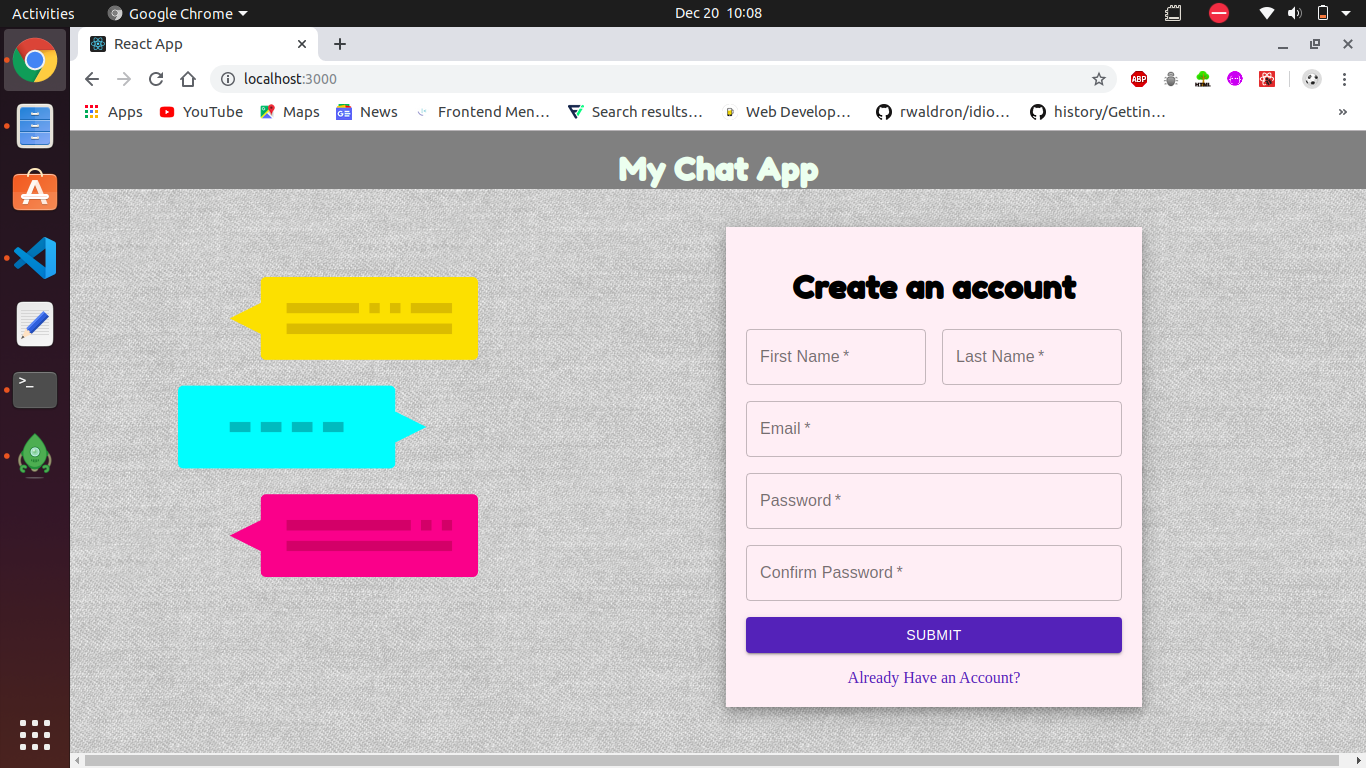 Activities Google Chrome Dec 20 10:08
React App
localhost:3000
ABP HTML
Apps YouTube Maps News Frontend Men... Search results... Web Develop... rwaldron/idio... history/Gettin... »
My Chat App
Create an account
First Name * Last Name *
Email *
Password *
Confirm Password *
SUBMIT
Already Have an Account?